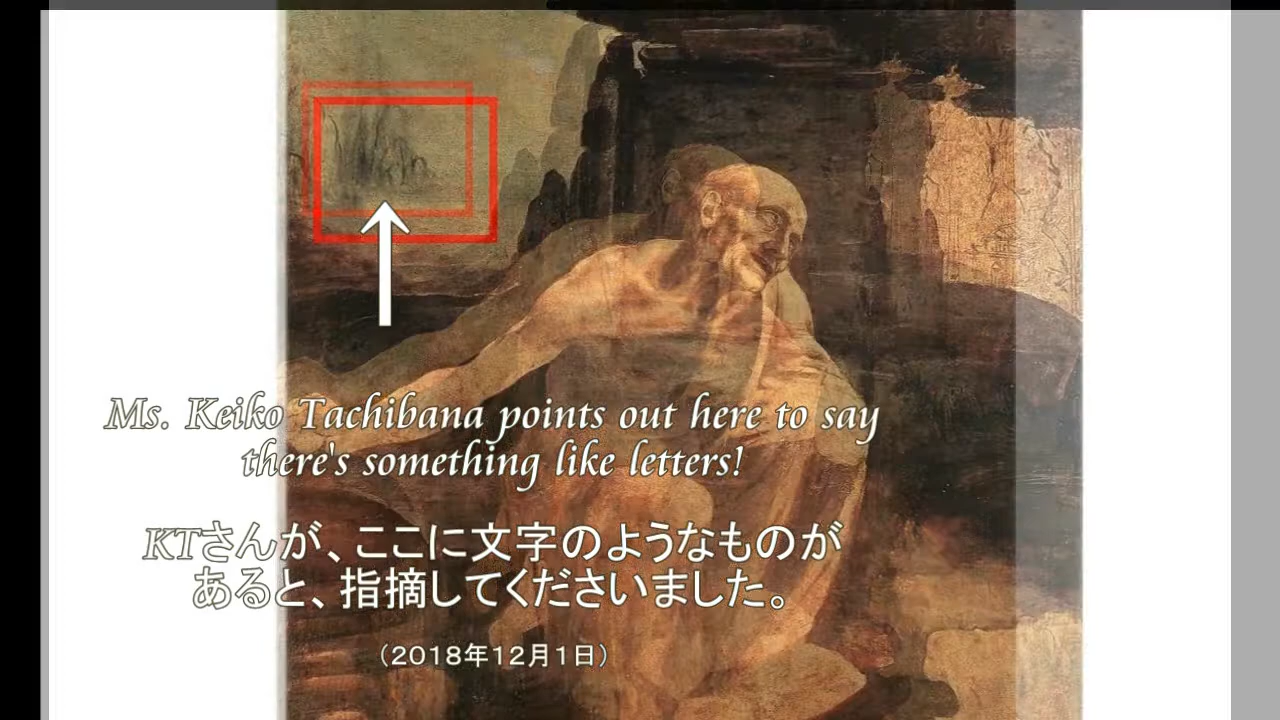 Ms. Keiko Tachibana points out here to say
there's something like letters!
KTさんが、ここに文字のようなものが
あると、指摘してくださいました。
（2018年12月1日）